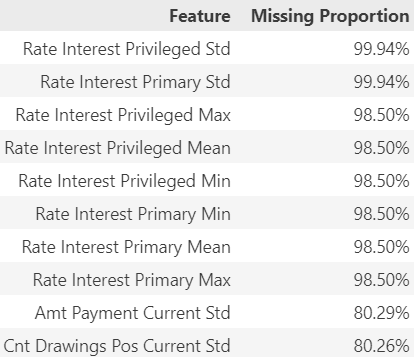 Feature Missing Proportion
Rate Interest Privileged Std 99.94%
Rate Interest Primary Std 99.94%
Rate Interest Privileged Max 98.50%
Rate Interest Privileged Mean 98.50%
Rate Interest Privileged Min 98.50%
Rate Interest Primary Min 98.50%
Rate Interest Primary Mean 98.50%
Rate Interest Primary Max 98.50%
Amt Payment Current Std 80.29%
Cnt Drawings Pos Current Std 80.26%